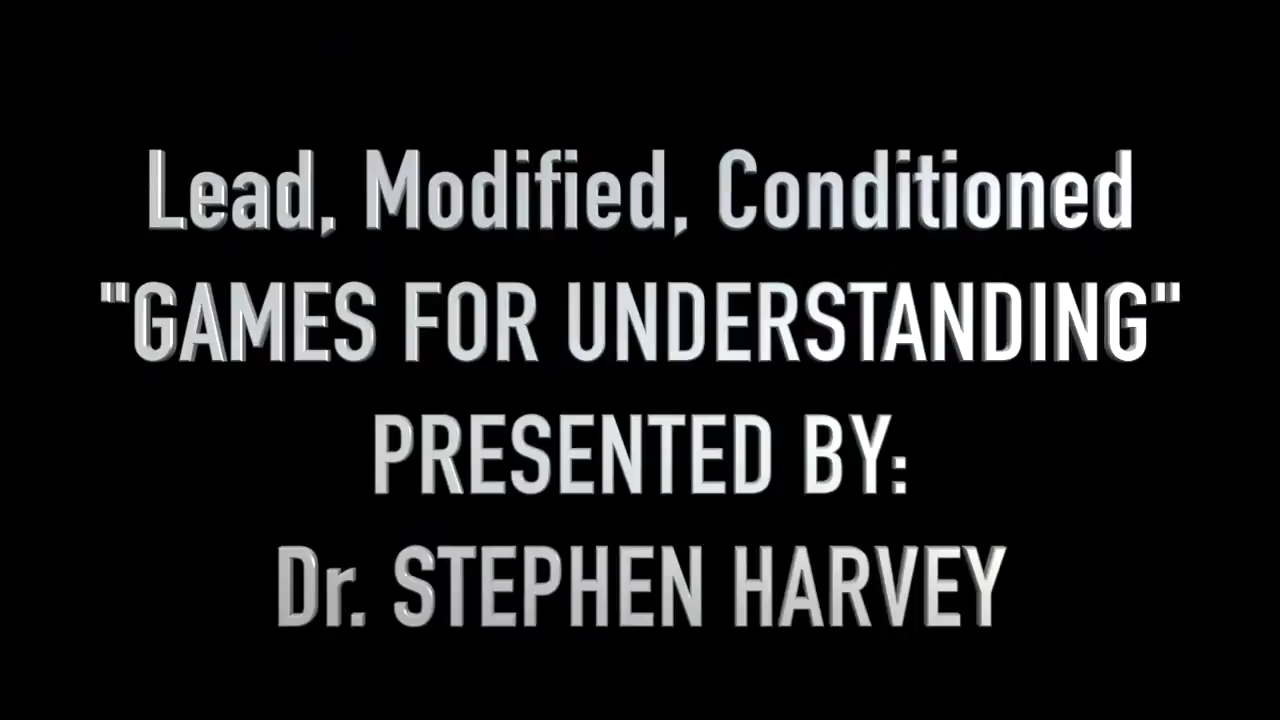 Lead, Modified, Conditioned
"GAMES FOR UNDERSTANDING"
PRESENTED BY:
Dr. STEPHEN HARVEY